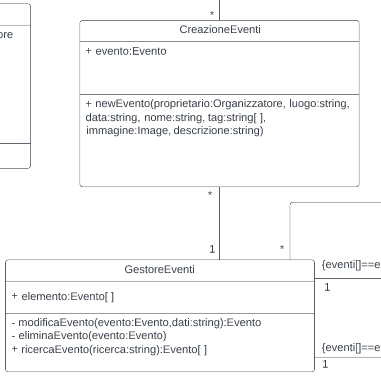 *
CreazioneEventi
ore
+ evento:Evento
+ newEvento(proprietario:Organizzatore, luogo:string,
data:string, nome:string, tag:string[ ],
immagine:Image, descrizione:string)
*
1
*
GestoreEventi
{eventi[]==e
+ elemento:Evento[ ]
1
- modificaEvento(evento:Evento,dati:string):Evento
- eliminaEvento(evento:Evento)
+ ricercaEvento(ricerca:string):Evento[ ]
{eventi[]==e
1